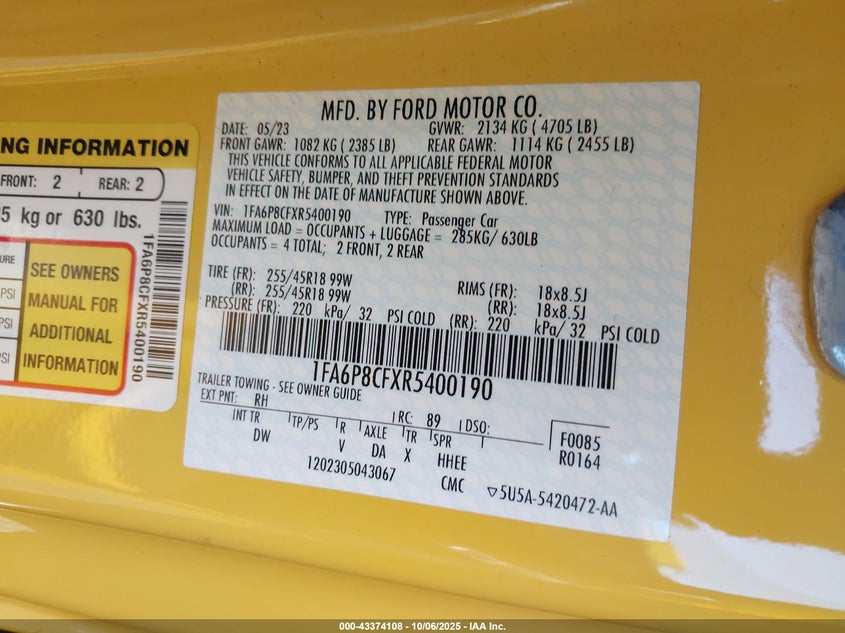 NG INFORMATION
FRONT: 2 REAR: 2
5 kg or 630 lbs.
URE
PSI
PSI
PSI
SEE OWNERS
MANUAL FOR
ADDITIONAL
INFORMATION
1FA6P8CFXR5400190
MFD. BY FORD MOTOR CO.
DATE: 05/23 GVWR: 2134 KG ( 4705 LB)
FRONT GAWR: 1082 KG ( 2385 LB) REAR GAWR: 1114 KG ( 2455 LB)
THIS VEHICLE CONFORMS TO ALL APPLICABLE FEDERAL MOTOR
VEHICLE SAFETY, BUMPER, AND THEFT PREVENTION STANDARDS
IN EFFECT ON THE DATE OF MANUFACTURE SHOWN ABOVE.
VIN: 1FA6P8CFXR5400190 TYPE: Passenger Car
MAXIMUM LOAD = OCCUPANTS + LUGGAGE = 285KG/ 630LB
OCCUPANTS = 4 TOTAL; 2 FRONT, 2 REAR
TIRE (FR): 255/45R18 99W RIMS (FR): 18x8.5J
(RR): 255/45R18 99W (RR): 18x8.5J
PRESSURE (FR): 220 kPa/ 32 PSI COLD (RR): 220 kPa/ 32 PSI COLD
1FA6P8CFXR5400190
TRAILER TOWING - SEE OWNER GUIDE
EXT PNT: RH RC: 89 DSO:
INT TR TP/PS R AXLE TR SPR F0085
DW V DA X HHEE R0164
1202305043067 CMC ▽5U5A-5420472-AA
000-43374108 - 10/06/2025 - IAA Inc.